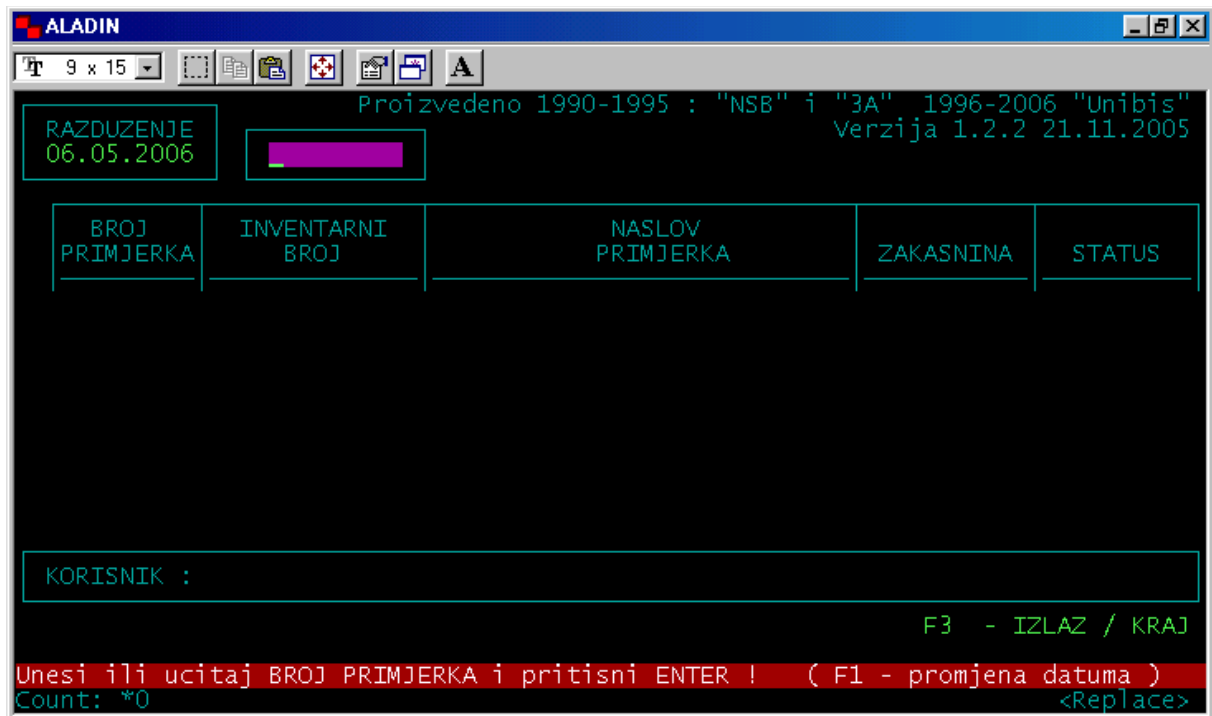 ALADIN
Tr 9 x 15 A
Proizvedeno 1990-1995 : "NSB" i "3A" 1996-2006 "Unibis"
RAZDUZENJE Verzija 1.2.2 21.11.2005
06.05.2006
BROJ INVENTARNI NASLOV
PRIMJERKA BROJ PRIMJERKA ZAKASNINA STATUS
KORISNIK :
F3 - IZLAZ / KRAJ
Unesi ili ucitaj BROJ PRIMJERKA i pritisni ENTER ! ( F1 - promjena datuma )
Count: *0 <Replace>